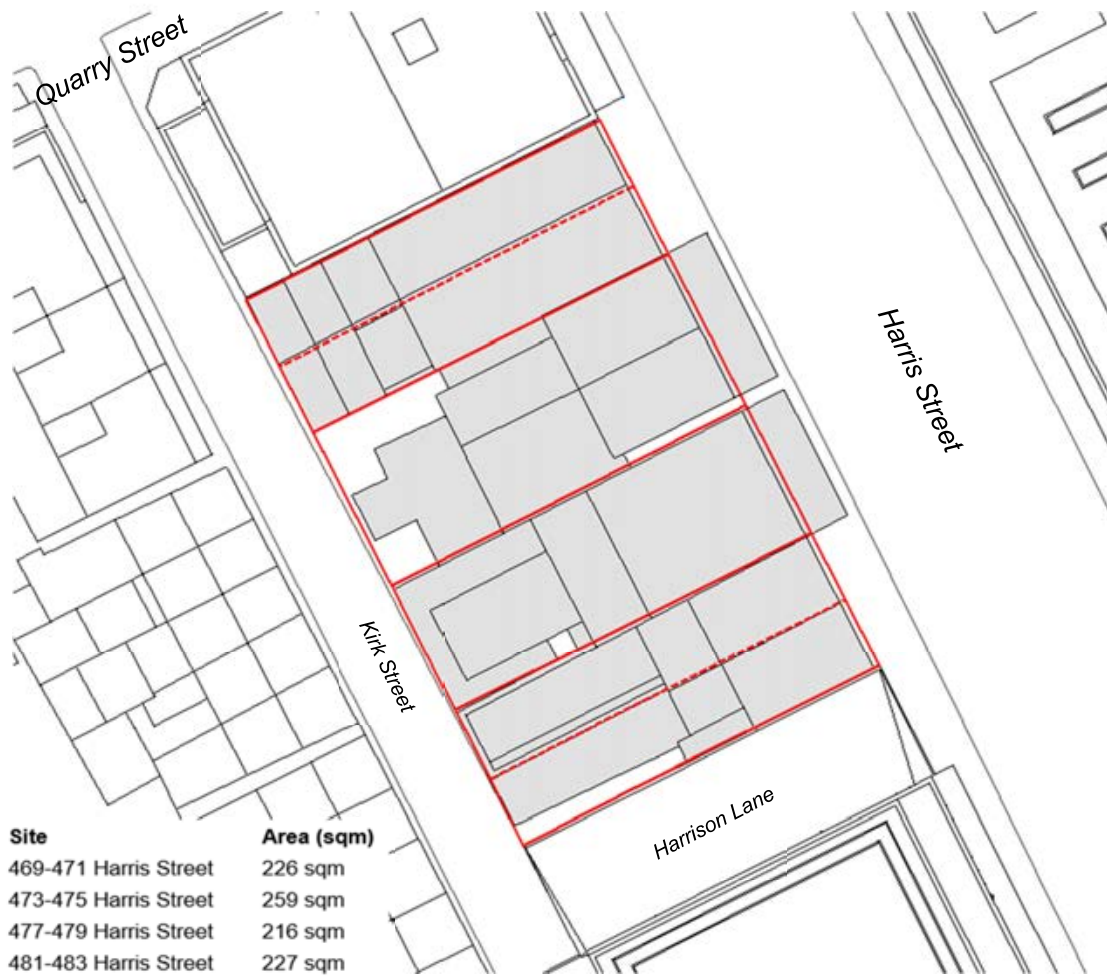 Quarry Street
Harris Street
Kirk Street
Harrison Lane
Site Area (sqm)
469-471 Harris Street 226 sqm
473-475 Harris Street 259 sqm
477-479 Harris Street 216 sqm
481-483 Harris Street 227 sqm